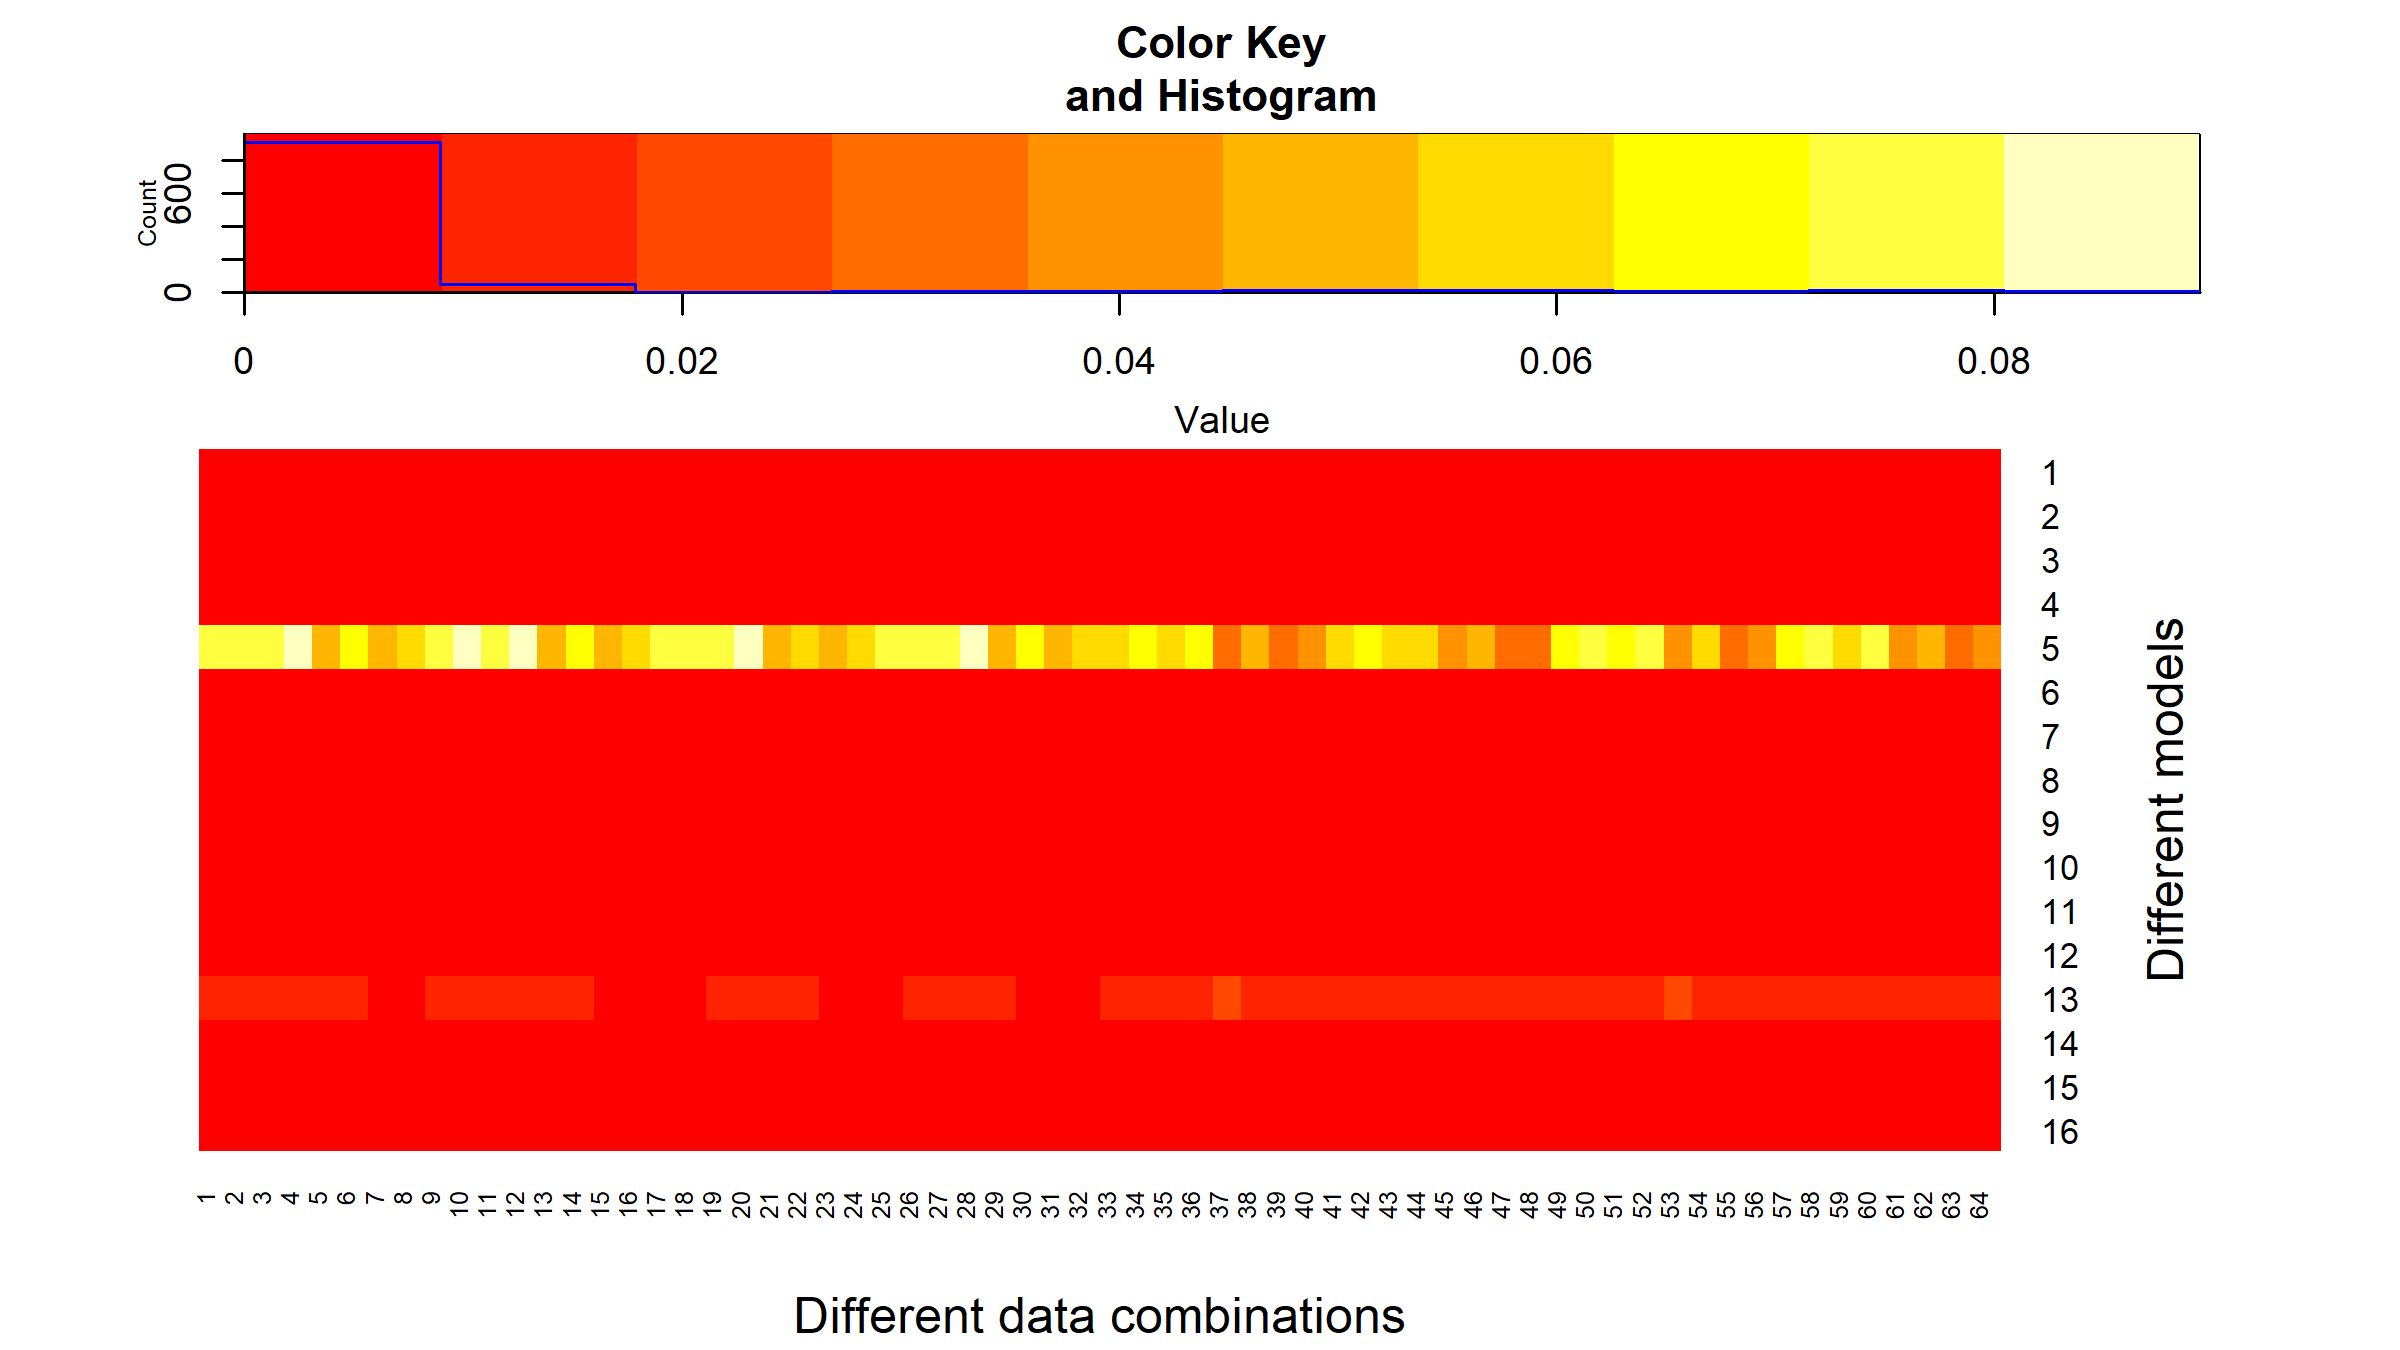 Color Key
and Histogram
Count
0 600
0 0.02 0.04 0.06 0.08
Value
1
2
3
4
5
6
7
8
9
10
11
12
13
14
15
16
Different models
1 2 3 4 5 6 7 8 9 10 11 12 13 14 15 16 17 18 19 20 21 22 23 24 25 26 27 28 29 30 31 32 33 34 35 36 37 38 39 40 41 42 43 44 45 46 47 48 49 50 51 52 53 54 55 56 57 58 59 60 61 62 63 64
Different data combinations